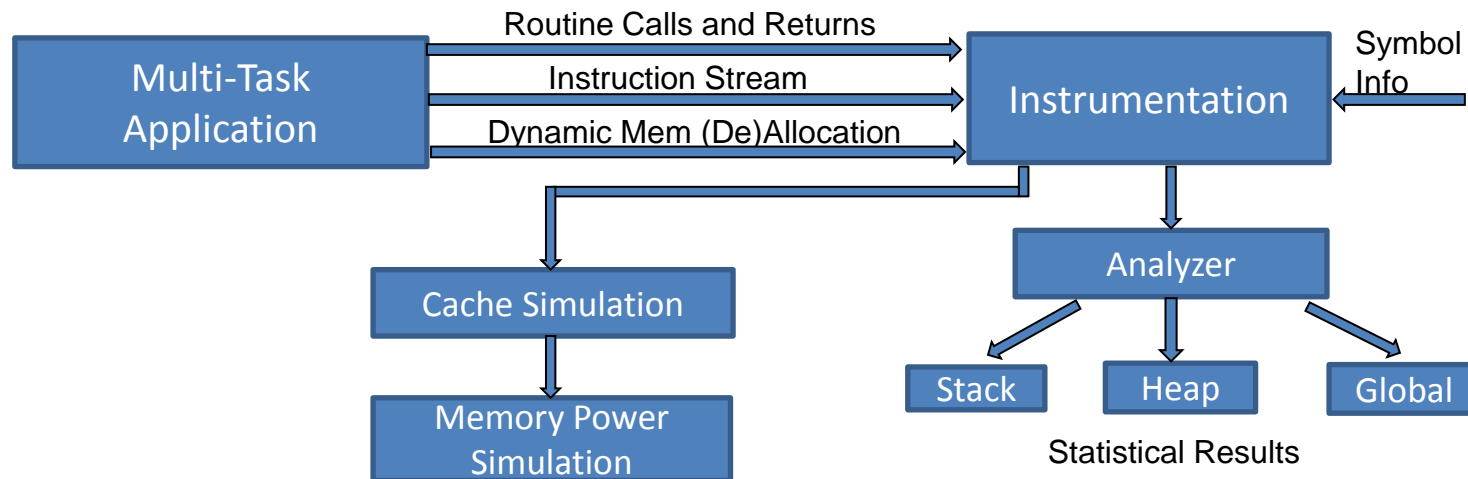 Routine Calls and Returns
Multi-Task
Application
Instruction Stream
Dynamic Mem (De)Allocation
Instrumentation
Symbol
Info
Cache Simulation
Analyzer
Memory Power
Simulation
Stack
Heap
Global
Statistical Results